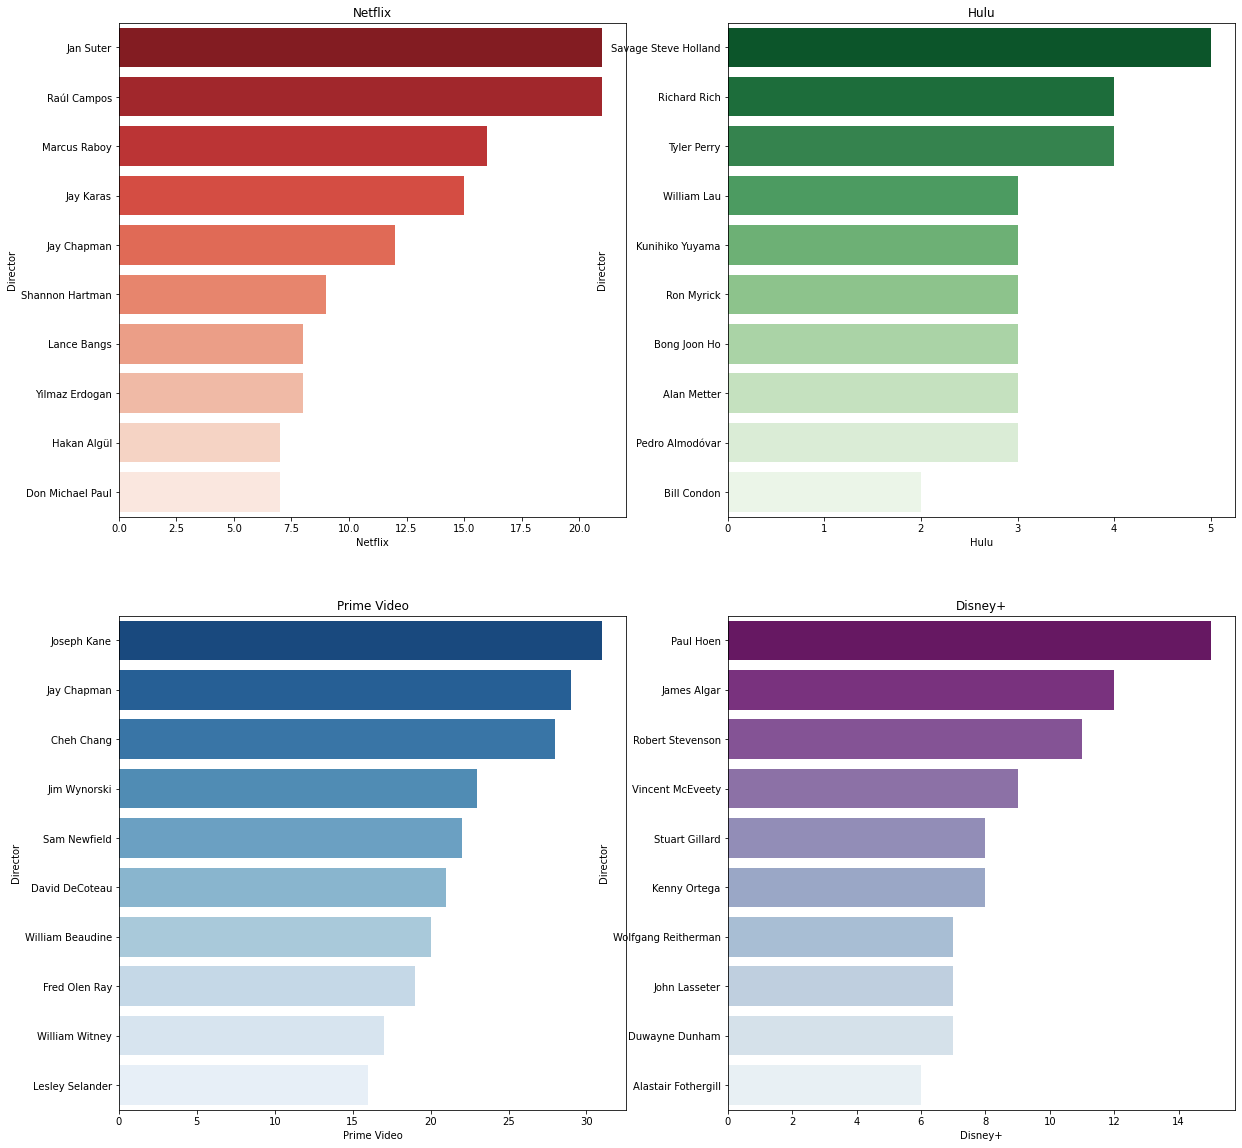 Netflix
Jan Suter
Raúl Campos
Marcus Raboy
Jay Karas
Jay Chapman
Shannon Hartman
Lance Bangs
Yilmaz Erdogan
Hakan Algül
Don Michael Paul
Director
0.0 2.5 5.0 7.5 10.0 12.5 15.0 17.5 20.0
Netflix
Hulu
Savage Steve Holland
Richard Rich
Tyler Perry
William Lau
Kunihiko Yuyama
Ron Myrick
Bong Joon Ho
Alan Metter
Pedro Almodóvar
Bill Condon
Director
0 1 2 3 4 5
Hulu
Prime Video
Joseph Kane
Jay Chapman
Cheh Chang
Jim Wynorski
Sam Newfield
David DeCoteau
William Beaudine
Fred Olen Ray
William Witney
Lesley Selander
Director
0 5 10 15 20 25 30
Prime Video
Disney+
Paul Hoen
James Algar
Robert Stevenson
Vincent McEveety
Stuart Gillard
Kenny Ortega
Wolfgang Reitherman
John Lasseter
Duwayne Dunham
Alastair Fothergill
Director
0 2 4 6 8 10 12 14
Disney+